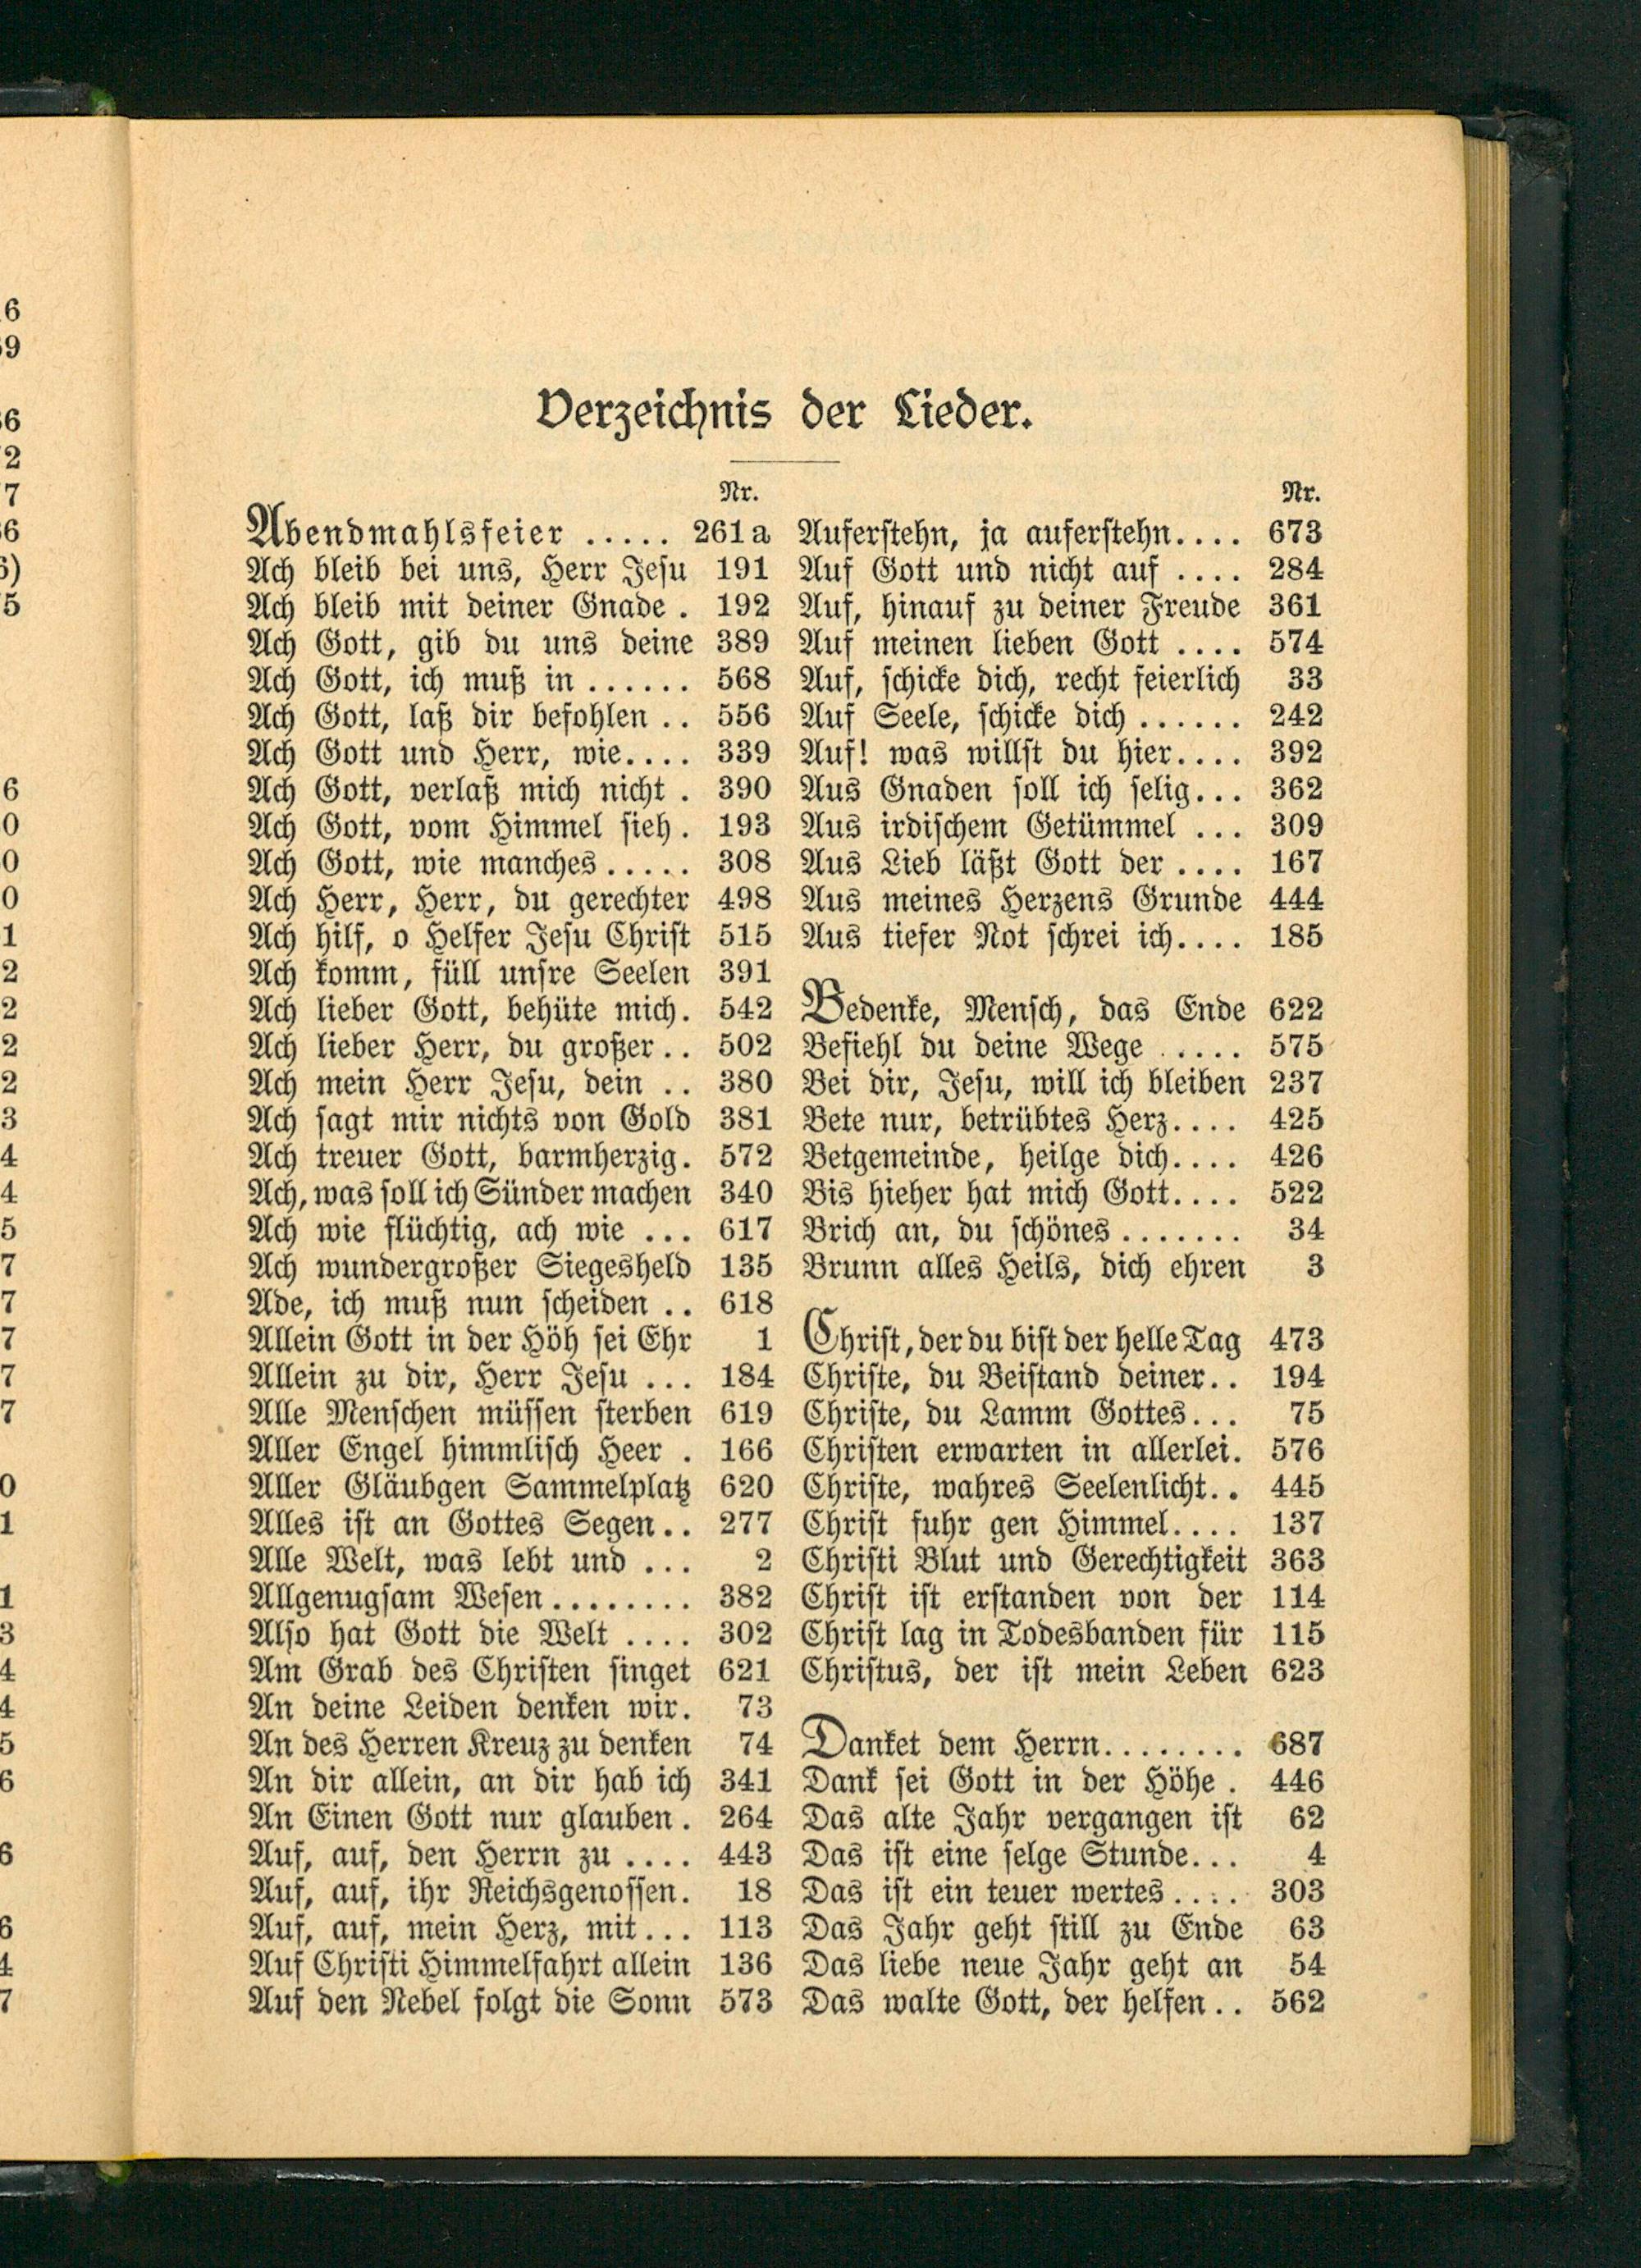 Verzeichnis der Lieder.
Nr.
Abendmahlsfeier ..... 261a
Ach bleib bei uns, Herr Jesu 191
Ach bleib mit deiner Gnade . 192
Ach Gott, gib du uns deine 389
Ach Gott, ich muß in ...... 568
Ach Gott, laß dir befohlen .. 556
Ach Gott und Herr, wie.... 339
Ach Gott, verlaß mich nicht . 390
Ach Gott, vom Himmel sieh. 193
Ach Gott, wie manches..... 308
Ach Herr, Herr, du gerechter 498
Ach hilf, o Helfer Jesu Christ 515
Ach komm, füll unsre Seelen 391
Ach lieber Gott, behüte mich. 542
Ach lieber Herr, du großer.. 502
Ach mein Herr Jesu, dein .. 380
Ach sagt mir nichts von Gold 381
Ach treuer Gott, barmherzig. 572
Ach, was soll ich Sünder machen 340
Ach wie flüchtig, ach wie ... 617
Ach wundergroßer Siegesheld 135
Ade, ich muß nun scheiden .. 618
Allein Gott in der Höh sei Ehr 1
Allein zu dir, Herr Jesu ... 184
Alle Menschen müssen sterben 619
Aller Engel himmlisch Heer . 166
Aller Gläubgen Sammelplatz 620
Alles ist an Gottes Segen.. 277
Alle Welt, was lebt und ... 2
Allgenugsam Wesen........ 382
Also hat Gott die Welt .... 302
Am Grab des Christen singet 621
An deine Leiden denken wir. 73
An des Herren Kreuz zu denken 74
An dir allein, an dir hab ich 341
An Einen Gott nur glauben. 264
Auf, auf, den Herrn zu .... 443
Auf, auf, ihr Reichsgenossen. 18
Auf, auf, mein Herz, mit... 113
Auf Christi Himmelfahrt allein 136
Auf den Nebel folgt die Sonn 573
Nr.
Auferstehn, ja auferstehn.... 673
Auf Gott und nicht auf .... 284
Auf, hinauf zu deiner Freude 361
Auf meinen lieben Gott .... 574
Auf, schicke dich, recht feierlich 33
Auf Seele, schicke dich ...... 242
Auf! was willst du hier.... 392
Aus Gnaden soll ich selig... 362
Aus irdischem Getümmel ... 309
Aus Lieb läßt Gott der .... 167
Aus meines Herzens Grunde 444
Aus tiefer Not schrei ich.... 185
Bedenke, Mensch, das Ende 622
Befiehl du deine Wege ..... 575
Bei dir, Jesu, will ich bleiben 237
Bete nur, betrübtes Herz.... 425
Betgemeinde, heilge dich.... 426
Bis hieher hat mich Gott.... 522
Brich an, du schönes ....... 34
Brunn alles Heils, dich ehren 3
Christ, der du bist der helle Tag 473
Christe, du Beistand deiner.. 194
Christe, du Lamm Gottes... 75
Christen erwarten in allerlei. 576
Christe, wahres Seelenlicht.. 445
Christ fuhr gen Himmel.... 137
Christi Blut und Gerechtigkeit 363
Christ ist erstanden von der 114
Christ lag in Todesbanden für 115
Christus, der ist mein Leben 623
Danket dem Herrn........ 687
Dank sei Gott in der Höhe . 446
Das alte Jahr vergangen ist 62
Das ist eine selge Stunde... 4
Das ist ein teuer wertes .... 303
Das Jahr geht still zu Ende 63
Das liebe neue Jahr geht an 54
Das walte Gott, der helfen.. 562